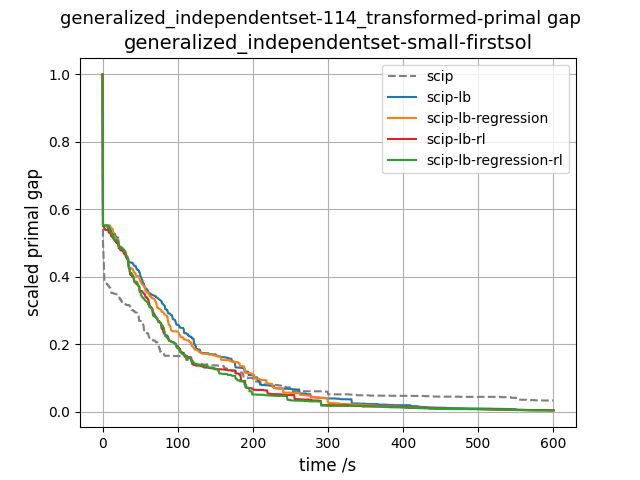 generalized_independentset-114_transformed-primal gap
generalized_independentset-small-firstsol
scip
scip-lb
scip-lb-regression
scip-lb-rl
scip-lb-regression-rl
scaled primal gap
1.0
0.8
0.6
0.4
0.2
0.0
0 100 200 300 400 500 600
time /s